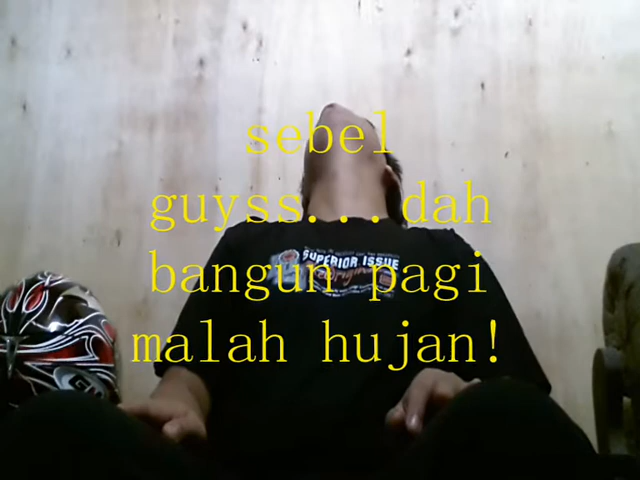 sebel
guyss...dah
SUPERIOR ISSUE
bangun pagi
malah hujan!